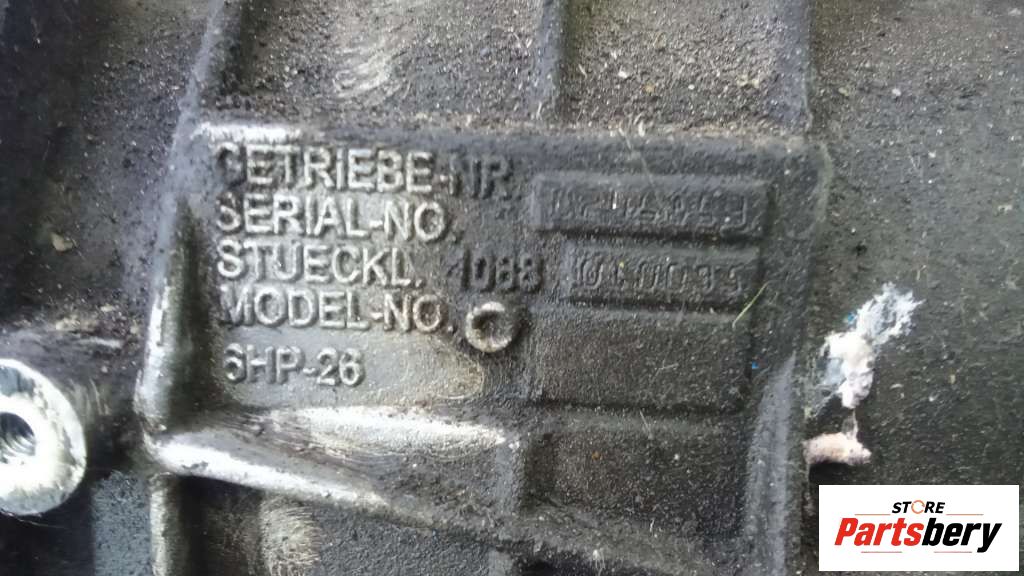 GETRIEBE-NR.
SERIAL-NO.
STUECKL. 1068
MODEL-NO.
6HP-26
STORE
Partsbery